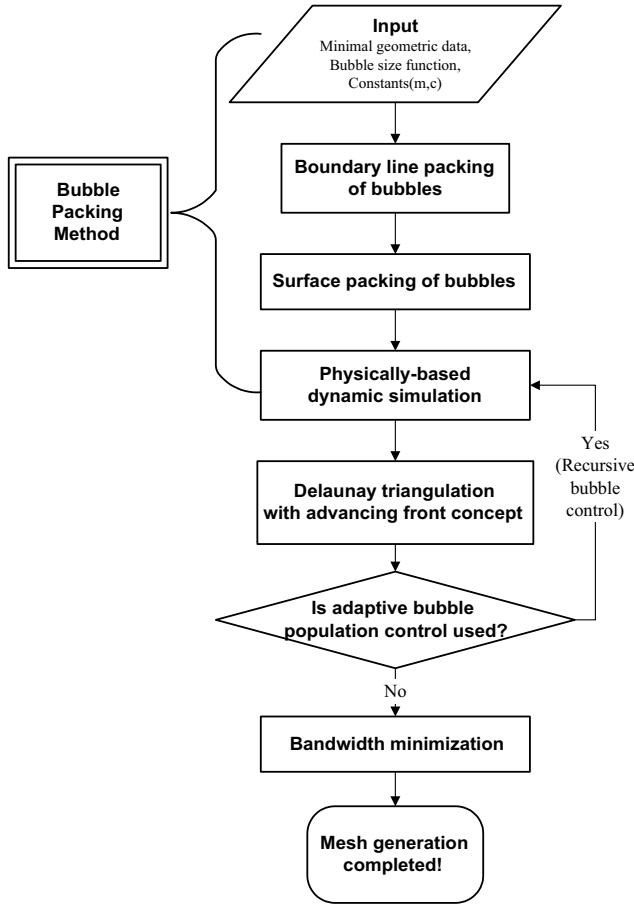 Input
Minimal geometric data,
Bubble size function,
Constants(m,c)
Boundary line packing
of bubbles
Bubble
Packing
Method
Surface packing of bubbles
Physically-based
dynamic simulation
Yes
(Recursive
bubble
control)
Delaunay triangulation
with advancing front concept
Is adaptive bubble
population control used?
No
Bandwidth minimization
Mesh generation
completed!